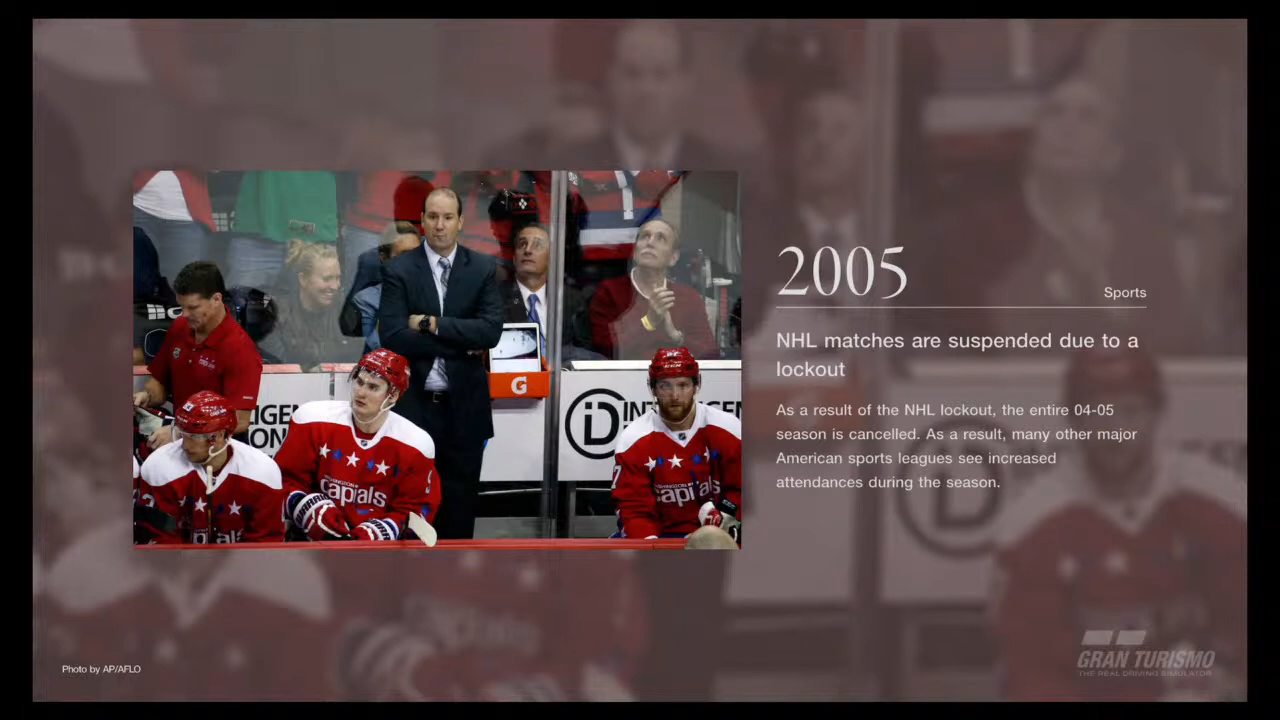 2005
Sports
NHL matches are suspended due to a
lockout
As a result of the NHL lockout, the entire 04-05
season is cancelled. As a result, many other major
American sports leagues see increased
attendances during the season.
G
iD
capitals
capitals
Photo by AP/AFLO
GRAN TURISMO
THE REAL DRIVING SIMULATOR